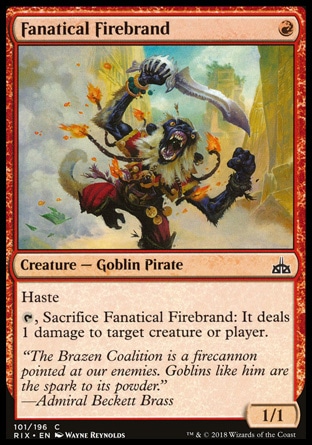 Fanatical Firebrand
Creature — Goblin Pirate
Haste
, Sacrifice Fanatical Firebrand: It deals
1 damage to target creature or player.
"The Brazen Coalition is a firecannon
pointed at our enemies. Goblins like him are
the spark to its powder."
—Admiral Beckett Brass
1/1
101/196 C
RIX • EN Wayne Reynolds
™ & © 2018 Wizards of the Coast